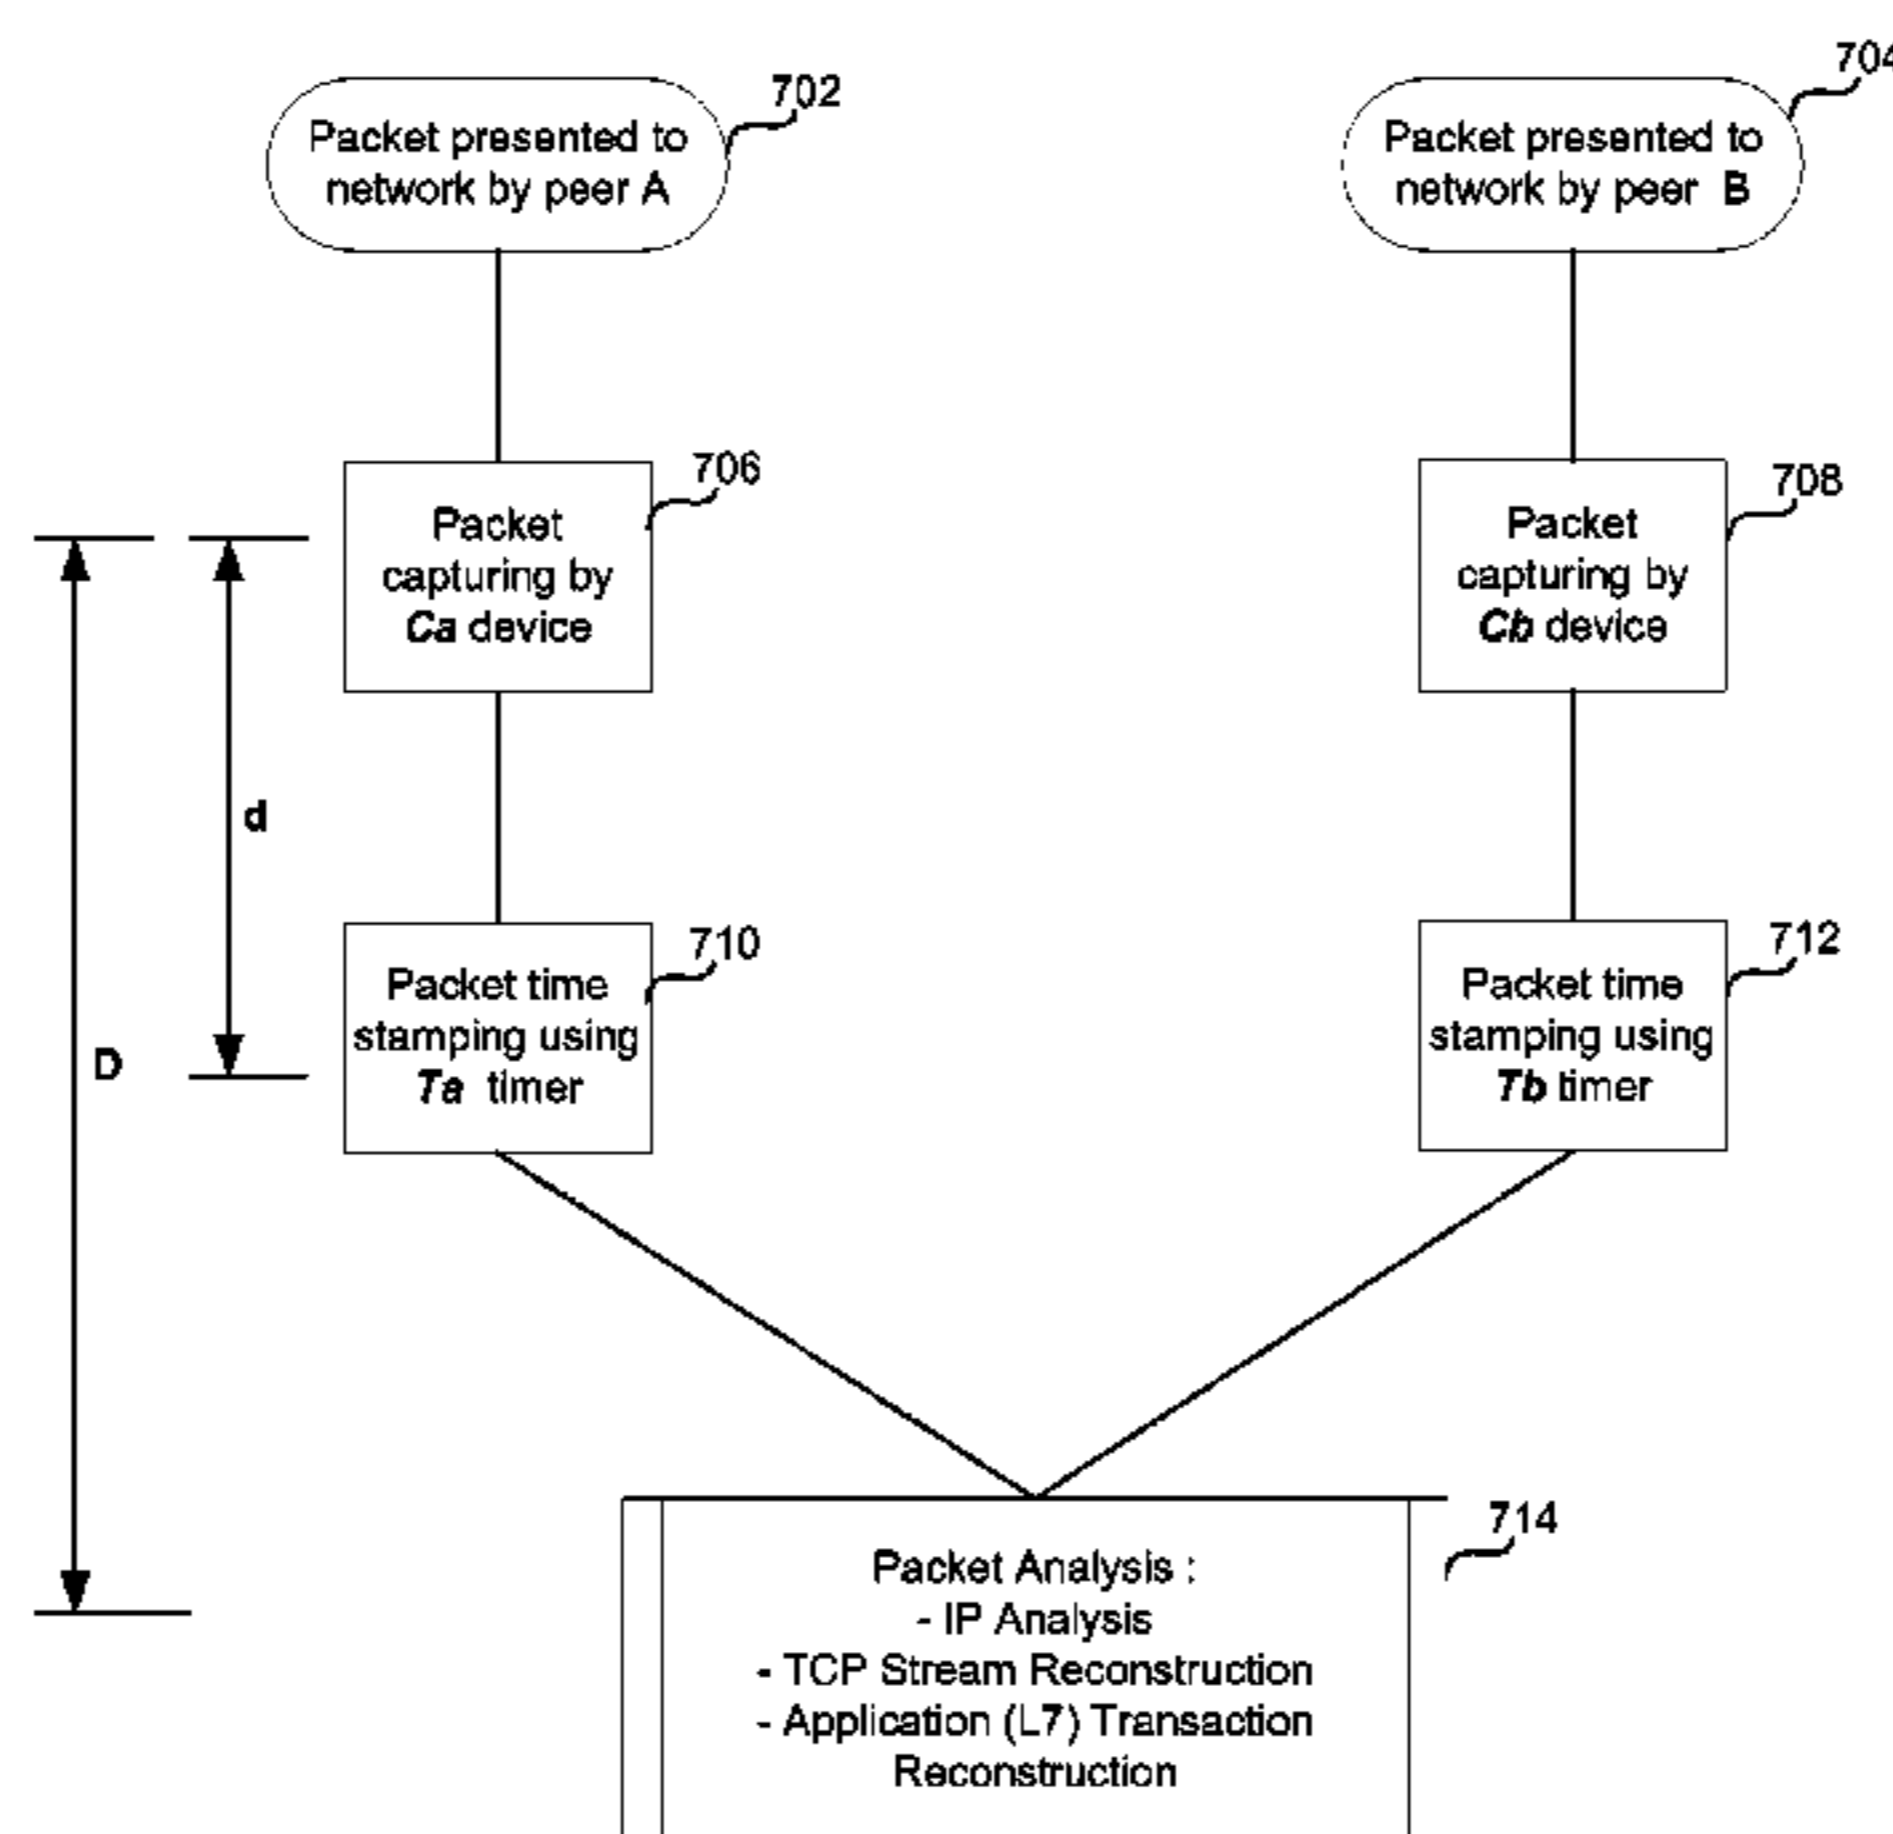 702
Packet presented to
network by peer A
704
Packet presented to
network by peer B
706
Packet
capturing by
Ca device
708
Packet
capturing by
Cb device
d
D
710
Packet time
stamping using
Ta timer
712
Packet time
stamping using
Tb timer
714
Packet Analysis :
- IP Analysis
- TCP Stream Reconstruction
- Application (L7) Transaction
Reconstruction